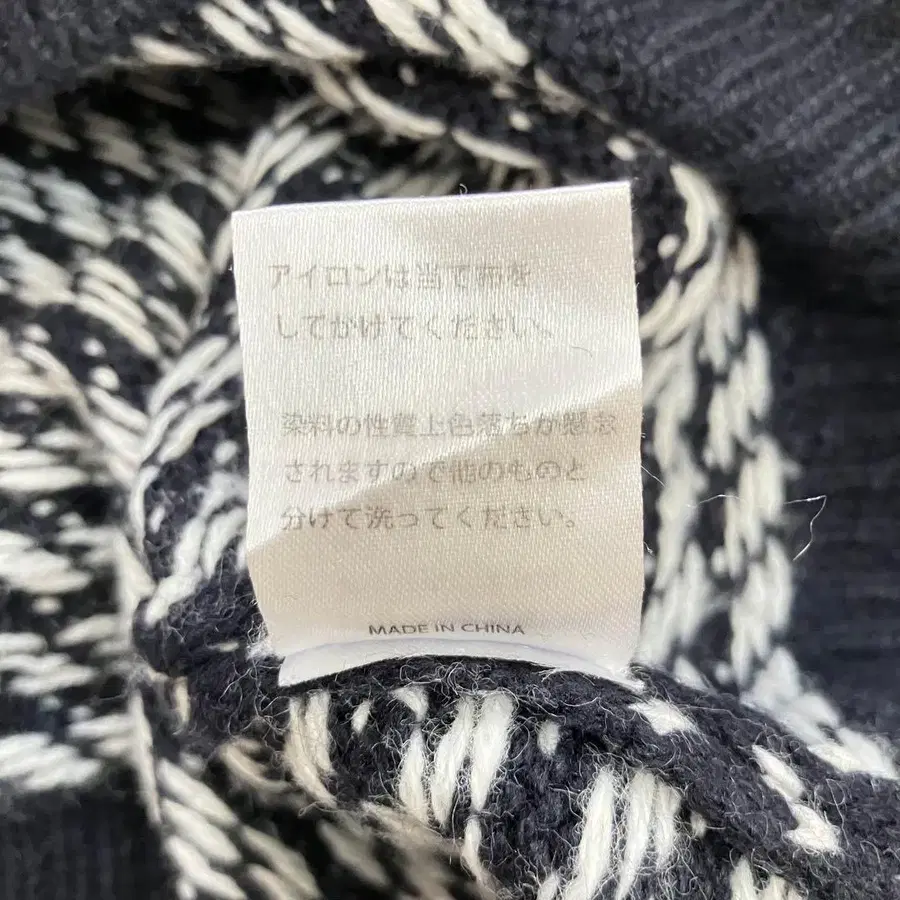 アイロンは当て布を
してかけてください。
染料の性質上色落ちが懸念
されますので他のものと
分けて洗ってください。
MADE IN CHINA